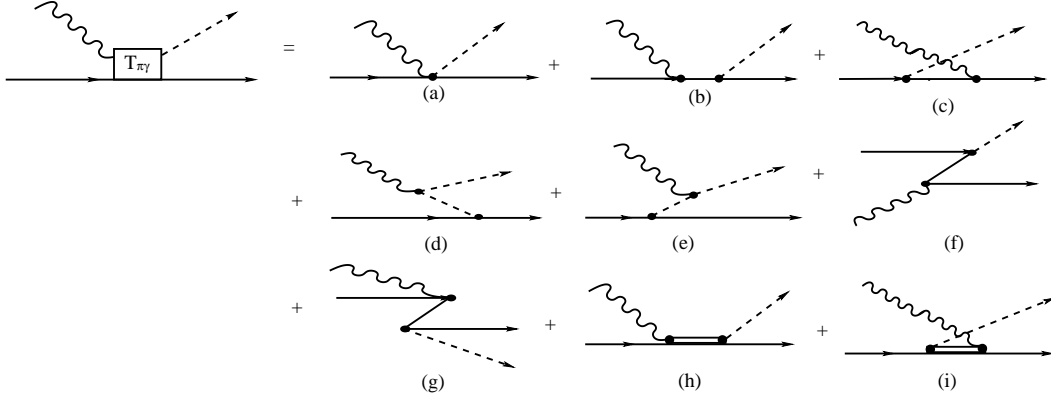 Tπγ = + +
(a) (b) (c)
+ + +
(d) (e) (f)
+ + +
(g) (h) (i)